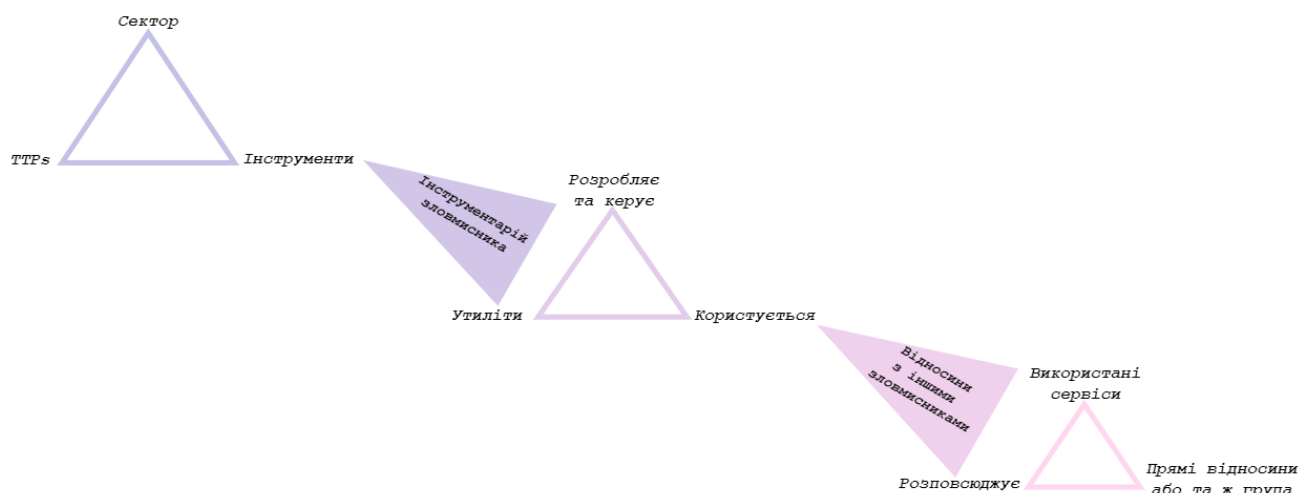 Сектор
TTPs
Інструменти
Інструментарій
зловмисника
Розробляє
та керує
Утиліти
Користується
Відносини
з іншими
зловмисниками
Використані
сервіси
Розповсюджує
Прямі відносини
або та ж група